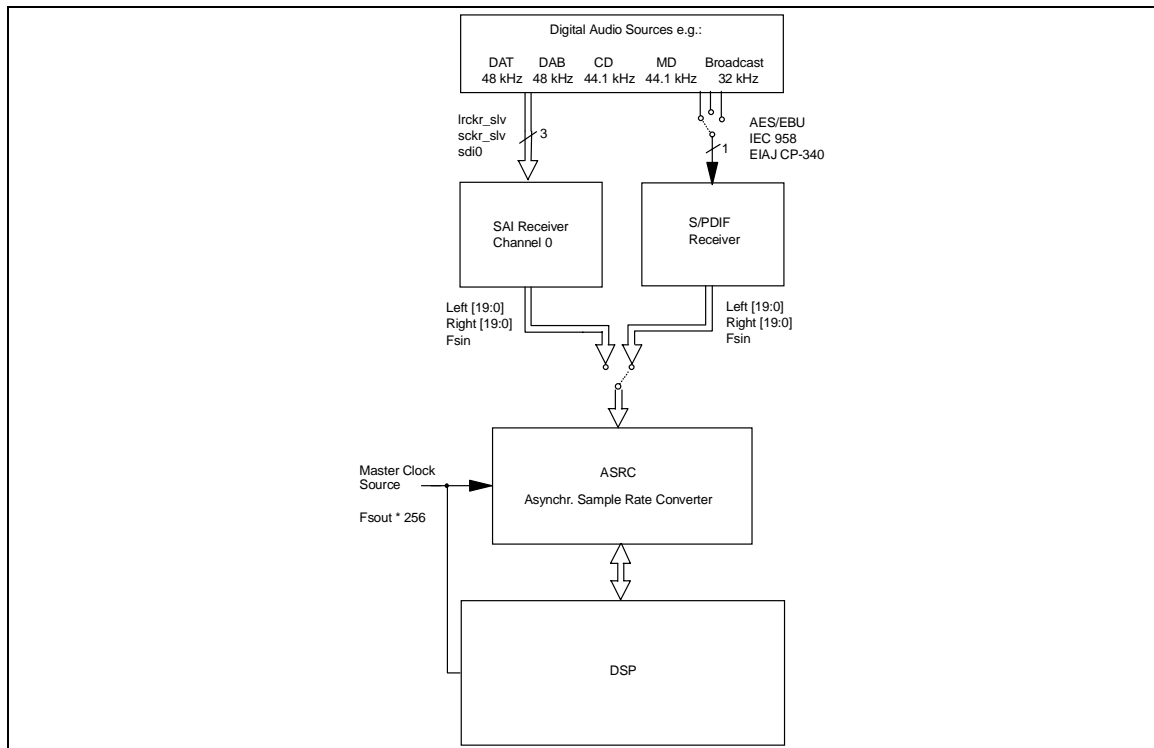 Digital Audio Sources e.g.:
DAT DAB CD MD Broadcast
48 kHz 48 kHz 44.1 kHz 44.1 kHz 32 kHz
lrckr_slv
sckr_slv
sdi0
3
AES/EBU
IEC 958
EIAJ CP-340
1
SAI Receiver
Channel 0
S/PDIF
Receiver
Left [19:0]
Right [19:0]
Fsin
Left [19:0]
Right [19:0]
Fsin
Master Clock
Source
Fsout * 256
ASRC
Asynchr. Sample Rate Converter
DSP